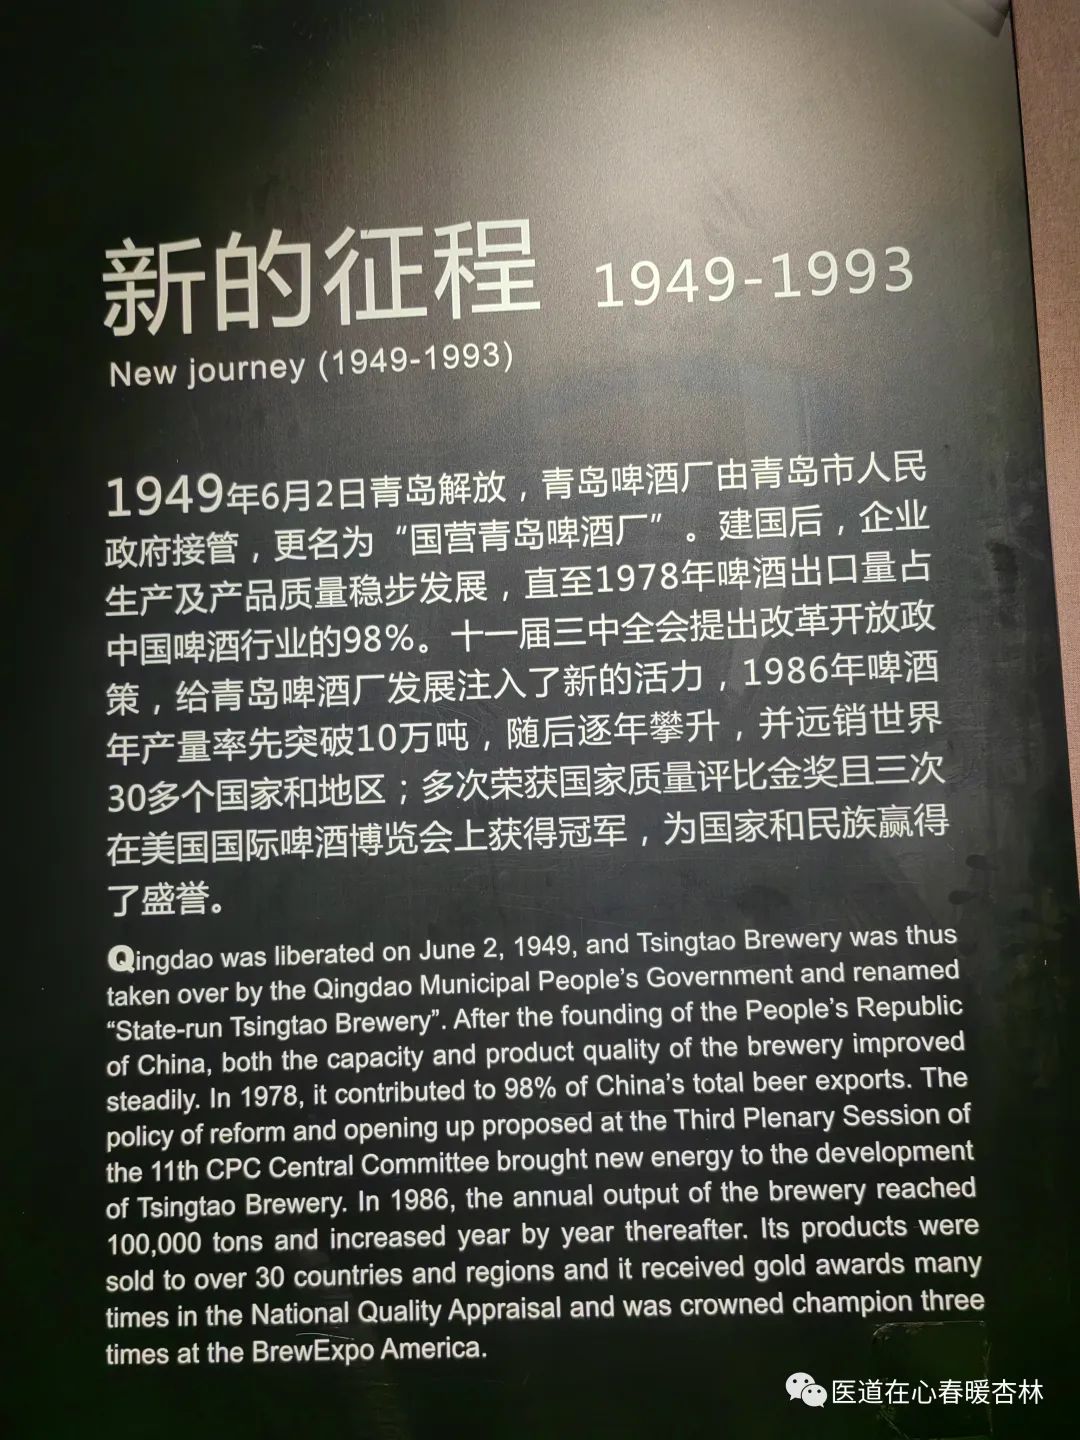 新的征程 1949-1993
New journey (1949-1993)
1949年6月2日青岛解放，青岛啤酒厂由青岛市人民
政府接管，更名为“国营青岛啤酒厂”。建国后，企业
生产及产品质量稳步发展，直至1978年啤酒出口量占
中国啤酒行业的98%。十一届三中全会提出改革开放政
策，给青岛啤酒厂发展注入了新的活力，1986年啤酒
年产量率先突破10万吨，随后逐年攀升，并远销世界
30多个国家和地区；多次荣获国家质量评比金奖且三次
在美国国际啤酒博览会上获得冠军，为国家和民族赢得
了盛誉。
Qingdao was liberated on June 2, 1949, and Tsingtao Brewery was thus
taken over by the Qingdao Municipal People’s Government and renamed
“State-run Tsingtao Brewery”. After the founding of the People’s Republic
of China, both the capacity and product quality of the brewery improved
steadily. In 1978, it contributed to 98% of China’s total beer exports. The
policy of reform and opening up proposed at the Third Plenary Session of
the 11th CPC Central Committee brought new energy to the development
of Tsingtao Brewery. In 1986, the annual output of the brewery reached
100,000 tons and increased year by year thereafter. Its products were
sold to over 30 countries and regions and it received gold awards many
times in the National Quality Appraisal and was crowned champion three
times at the BrewExpo America.
医道在心春暖杏林